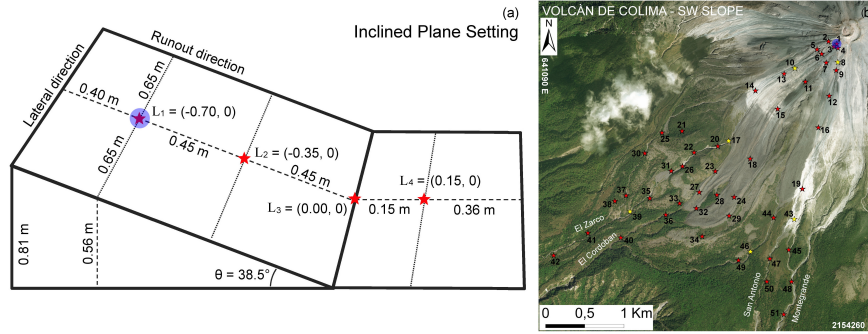 (a)
Inclined Plane Setting
Lateral direction
Runout direction
0.65 m
0.40 m
L₁ = (-0.70, 0)
0.65 m
0.45 m
L₂ = (-0.35, 0)
0.45 m
L₃ = (0.00, 0)
L₄ = (0.15, 0)
0.15 m
0.36 m
0.81 m
0.56 m
θ = 38.5°
VOLCÀN DE COLIMA - SW SLOPE
N
641090 E
2
5
3
4
6
7
8
9
10
13
11
14
12
15
16
25
21
17
20
22
30
18
26
31
23
19
27
37
35
38
28
24
33
32
39
36
29
44
43
El Zarco
41
40
34
El Cordoban
46
45
42
49
47
San Antonio
50
48
Montegrande
51
0
0,5
1 Km
2154260